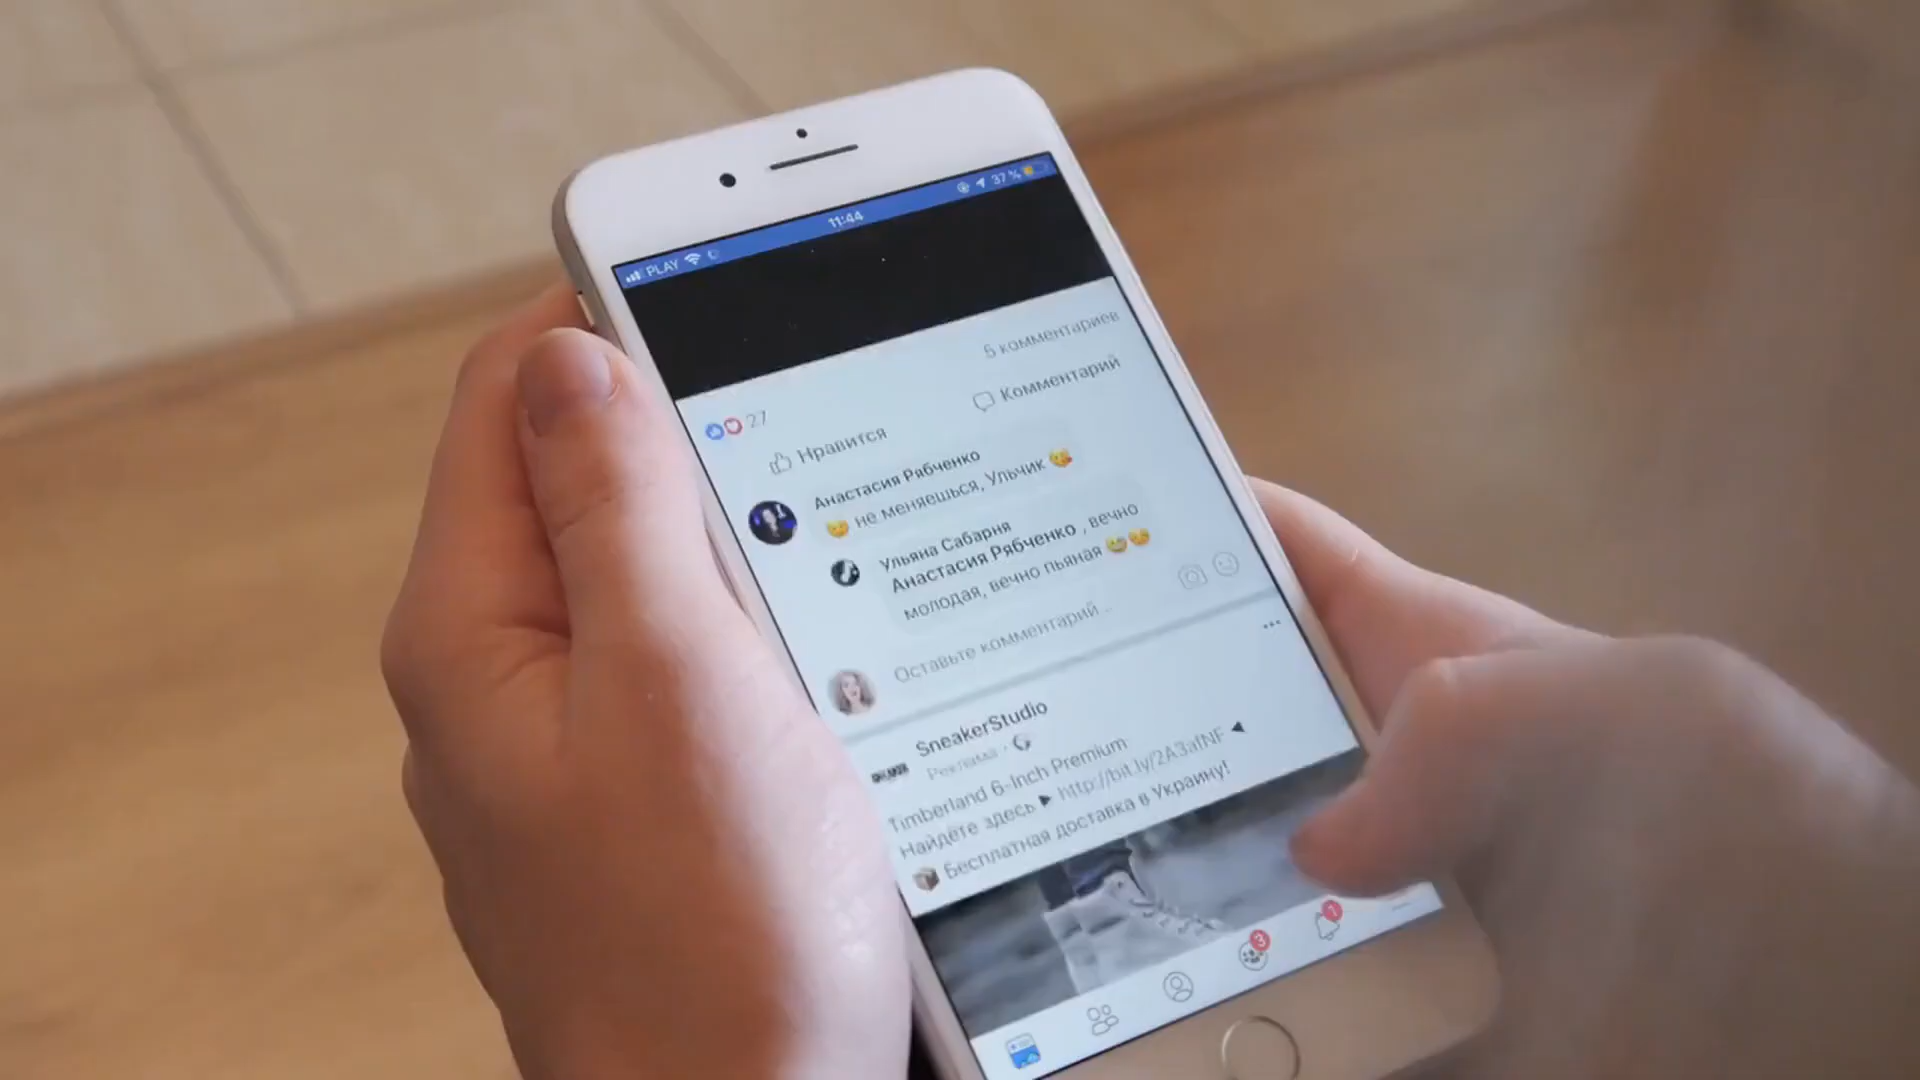 PLAY
11:44
37 %
5 комментариев
27
Нравится
Комментарий
Анастасия Рябченко
не меняешься, Ульчик
Ульяна Сабарня
Анастасия Рябченко , вечно
молодая, вечно пьяная
Оставьте комментарий...
SneakerStudio
Реклама ·
Timberland 6-Inch Premium
Найдёте здесь ► http://bit.ly/2A3afNF ◄
Бесплатная доставка в Украину!
3
1